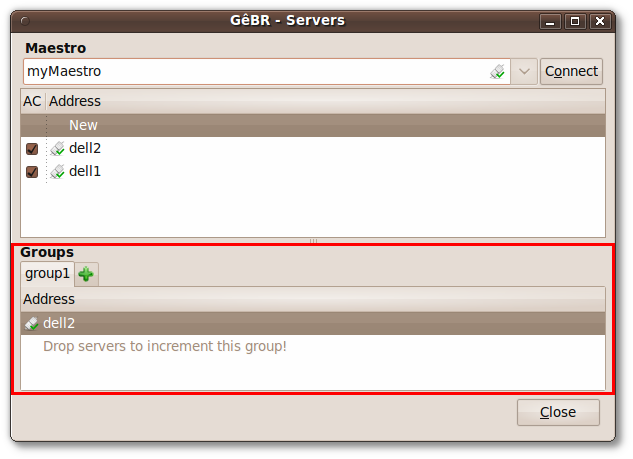 GêBR - Servers
Maestro
myMaestro
Connect
AC Address
New
dell2
dell1
Groups
group1
Address
dell2
Drop servers to increment this group!
Close